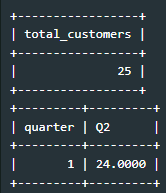 +-----------------+
| total_customers |
+-----------------+
|              25 |
+-----------------+
+---------+---------+
| quarter | Q2      |
+---------+---------+
|       1 | 24.0000 |
+---------+---------+